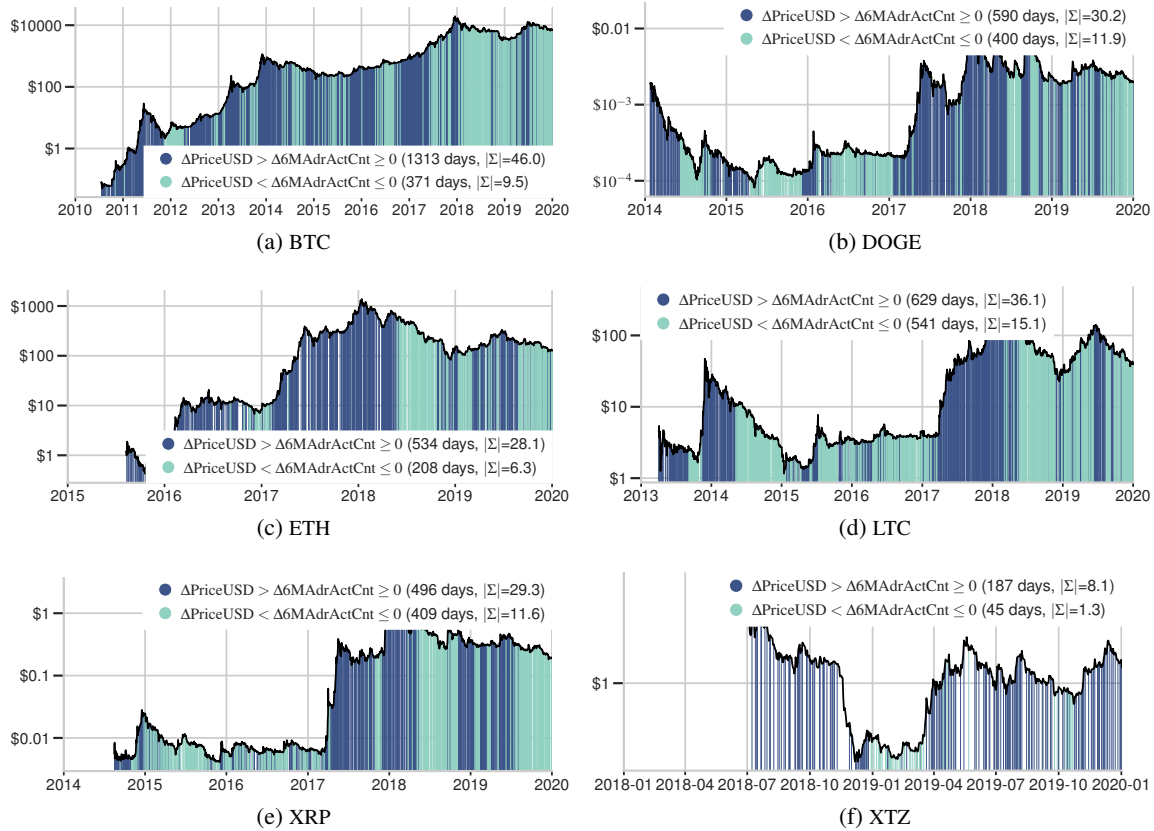 $10000
$100
$1
ΔPriceUSD > Δ6MAdrActCnt ≥ 0 (1313 days, |Σ|=46.0)
ΔPriceUSD < Δ6MAdrActCnt ≤ 0 (371 days, |Σ|=9.5)
2010 2011 2012 2013 2014 2015 2016 2017 2018 2019 2020
(a) BTC
ΔPriceUSD > Δ6MAdrActCnt ≥ 0 (590 days, |Σ|=30.2)
ΔPriceUSD < Δ6MAdrActCnt ≤ 0 (400 days, |Σ|=11.9)
$0.01
$10⁻³
$10⁻⁴
2014 2015 2016 2017 2018 2019 2020
(b) DOGE
$1000
$100
$10
$1
ΔPriceUSD > Δ6MAdrActCnt ≥ 0 (534 days, |Σ|=28.1)
ΔPriceUSD < Δ6MAdrActCnt ≤ 0 (208 days, |Σ|=6.3)
2015 2016 2017 2018 2019 2020
(c) ETH
ΔPriceUSD > Δ6MAdrActCnt ≥ 0 (629 days, |Σ|=36.1)
ΔPriceUSD < Δ6MAdrActCnt ≤ 0 (541 days, |Σ|=15.1)
$100
$10
$1
2013 2014 2015 2016 2017 2018 2019 2020
(d) LTC
ΔPriceUSD > Δ6MAdrActCnt ≥ 0 (496 days, |Σ|=29.3)
ΔPriceUSD < Δ6MAdrActCnt ≤ 0 (409 days, |Σ|=11.6)
$1
$0.1
$0.01
2014 2015 2016 2017 2018 2019 2020
(e) XRP
ΔPriceUSD > Δ6MAdrActCnt ≥ 0 (187 days, |Σ|=8.1)
ΔPriceUSD < Δ6MAdrActCnt ≤ 0 (45 days, |Σ|=1.3)
$1
2018-01 2018-04 2018-07 2018-10 2019-01 2019-04 2019-07 2019-10 2020-01
(f) XTZ